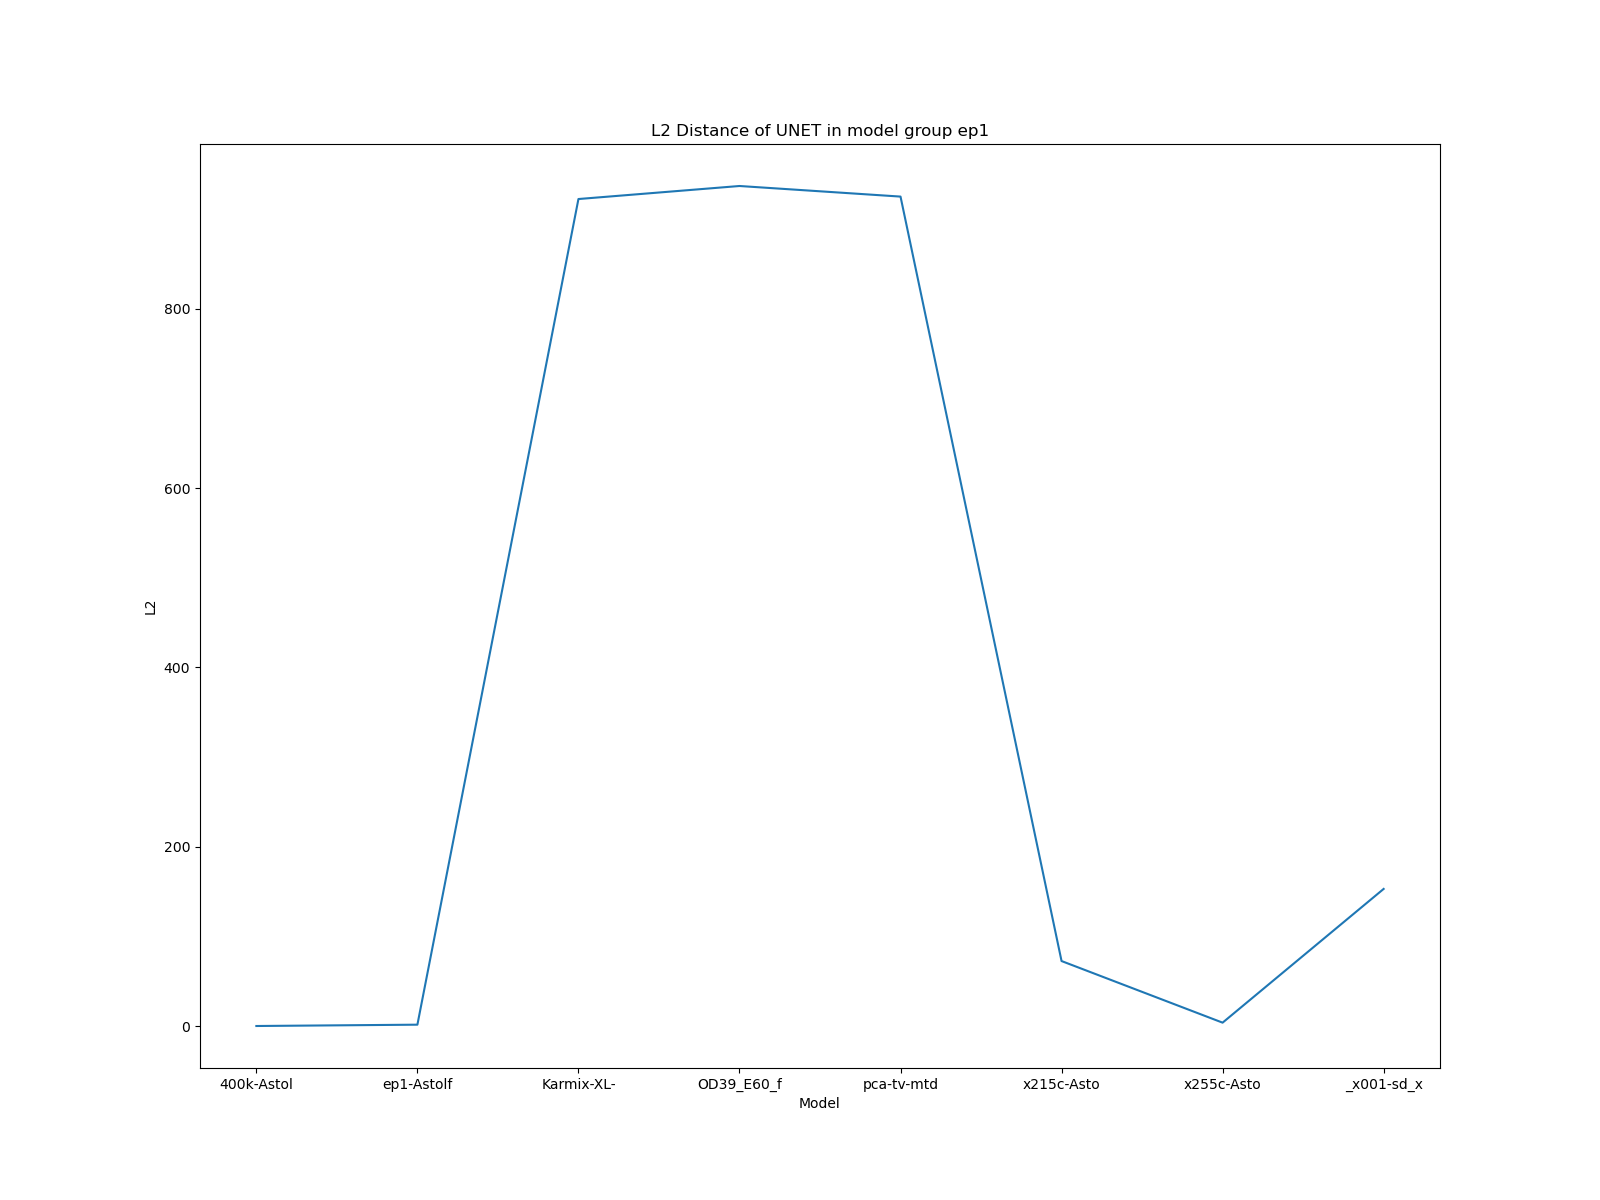 L2 Distance of UNET in model group ep1
800
600
400
200
0
L2
400k-Astol ep1-Astolf Karmix-XL- OD39_E60_f pca-tv-mtd x215c-Asto x255c-Asto _x001-sd_x
Model